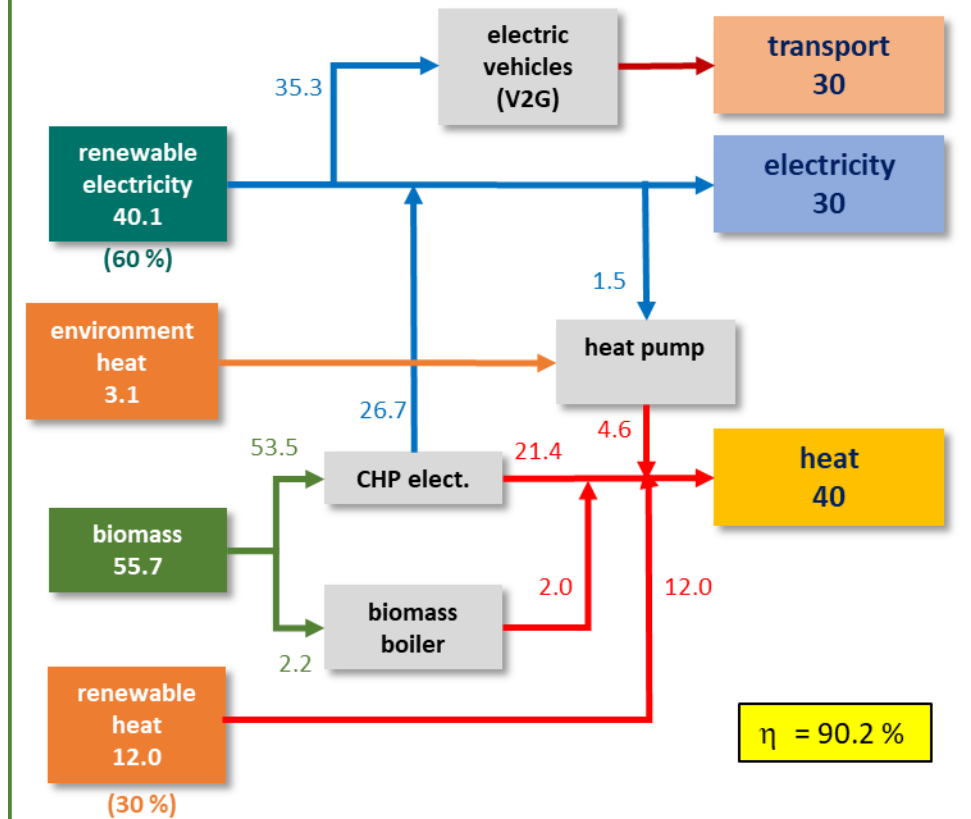 electric
vehicles
(V2G)
transport
30
35.3
renewable
electricity
40.1
(60 %)
electricity
30
1.5
environment
heat
3.1
heat pump
26.7
4.6
53.5
21.4
CHP elect.
heat
40
biomass
55.7
2.0
12.0
biomass
boiler
2.2
renewable
heat
12.0
(30 %)
η = 90.2 %